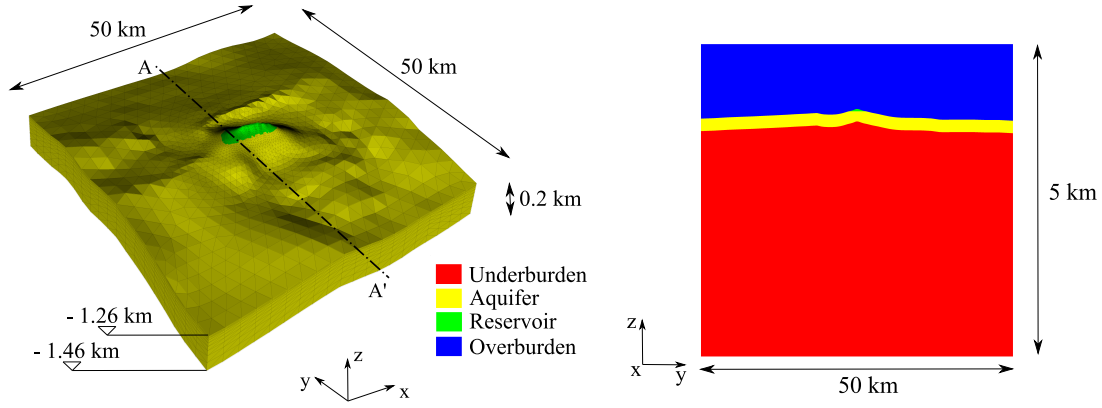 50 km
50 km
A
0.2 km
A'
- 1.26 km
- 1.46 km
z
y
x
Underburden
Aquifer
Reservoir
Overburden
5 km
z
x
y
50 km